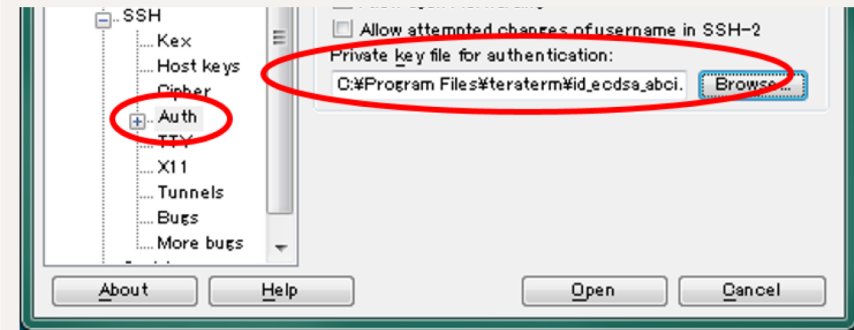 SSH
Kex
Host keys
Cipher
Auth
TTY
X11
Tunnels
Bugs
More bugs
Allow attempted changes of username in SSH-2
Private key file for authentication:
C:¥Program Files¥teraterm¥id_ecdsa_abci.
Browse...
About
Help
Open
Cancel